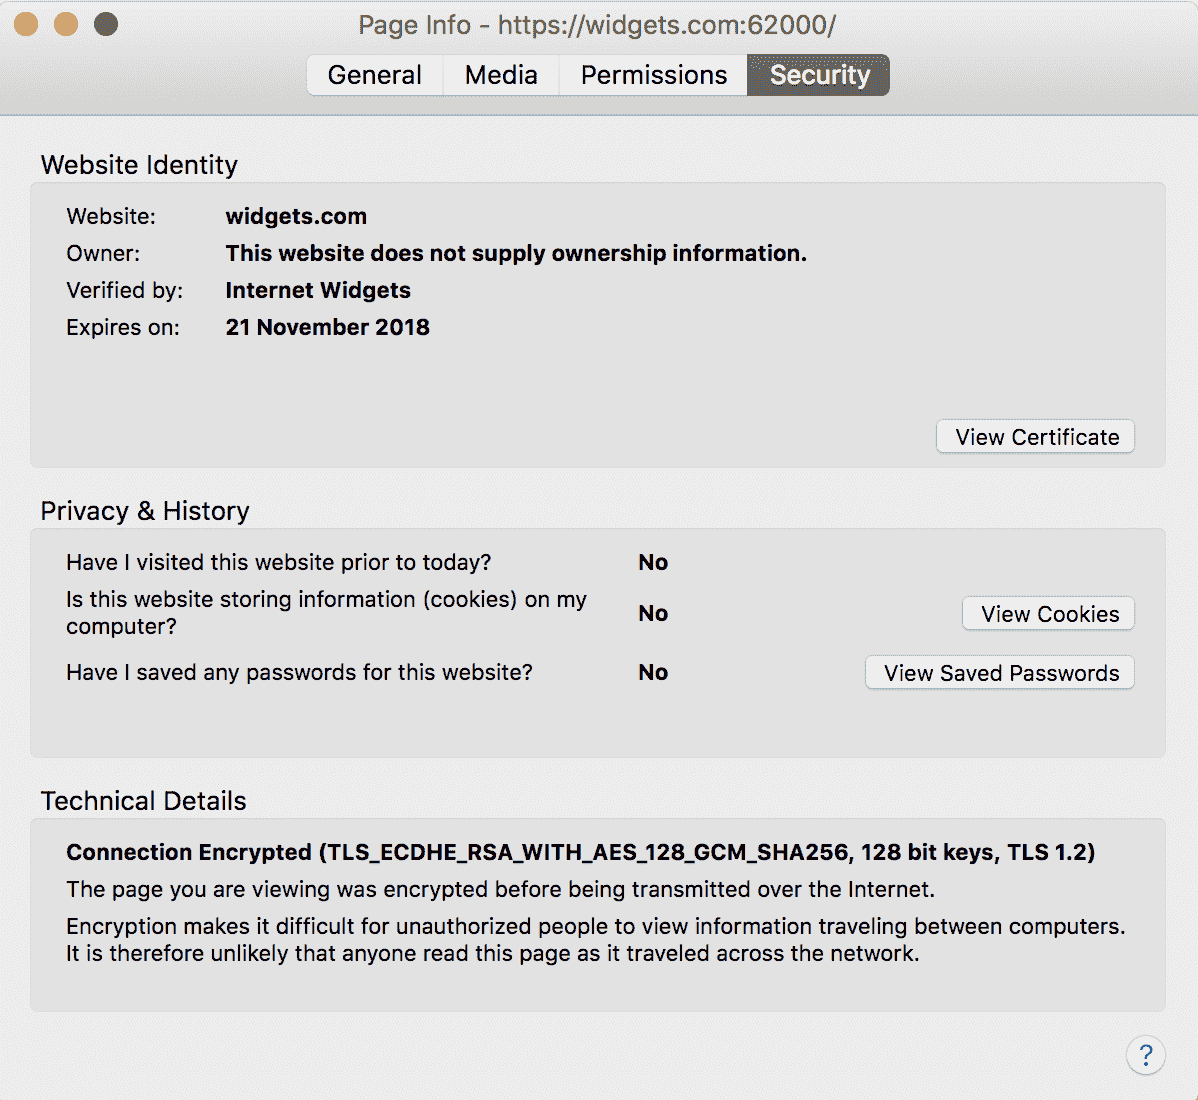 Page Info - https://widgets.com:62000/
General Media Permissions Security
Website Identity
Website: widgets.com
Owner: This website does not supply ownership information.
Verified by: Internet Widgets
Expires on: 21 November 2018
View Certificate
Privacy & History
Have I visited this website prior to today? No
Is this website storing information (cookies) on my
computer?
No
View Cookies
Have I saved any passwords for this website? No View Saved Passwords
Technical Details
Connection Encrypted (TLS_ECDHE_RSA_WITH_AES_128_GCM_SHA256, 128 bit keys, TLS 1.2)
The page you are viewing was encrypted before being transmitted over the Internet.
Encryption makes it difficult for unauthorized people to view information traveling between computers.
It is therefore unlikely that anyone read this page as it traveled across the network.
?